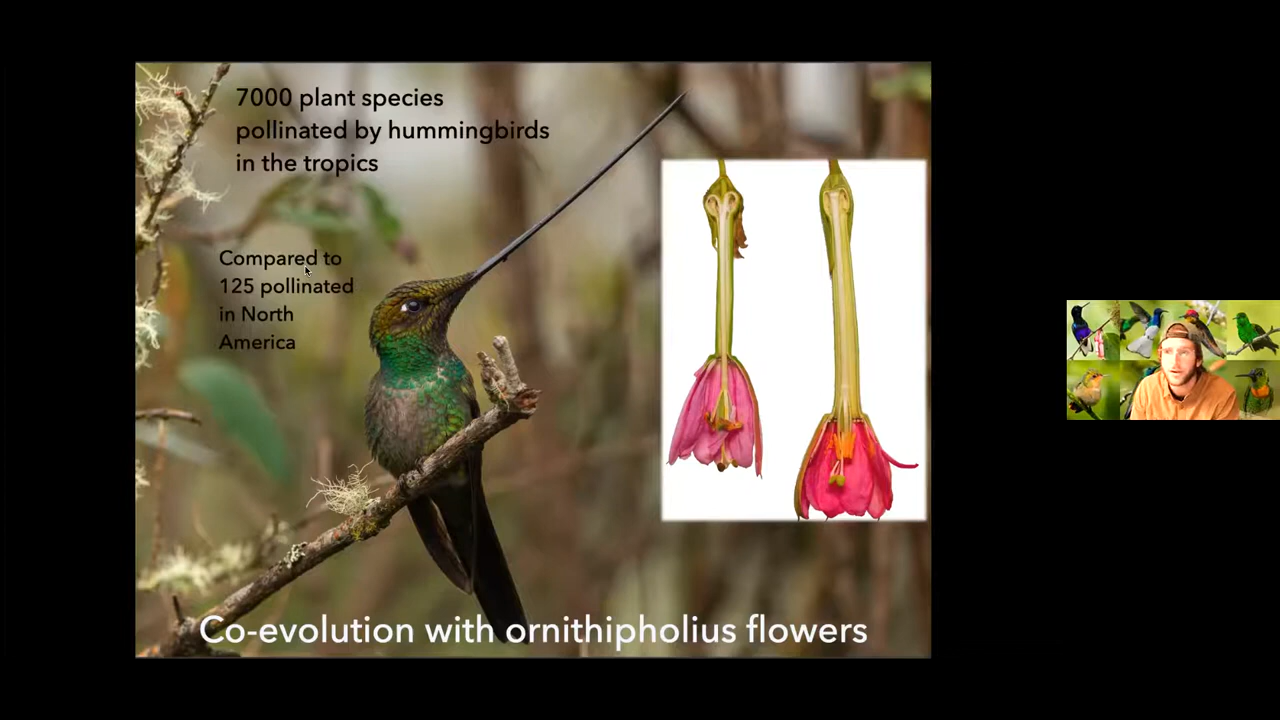 7000 plant species
pollinated by hummingbirds
in the tropics
Compared to
125 pollinated
in North
America
Co-evolution with ornithipholius flowers